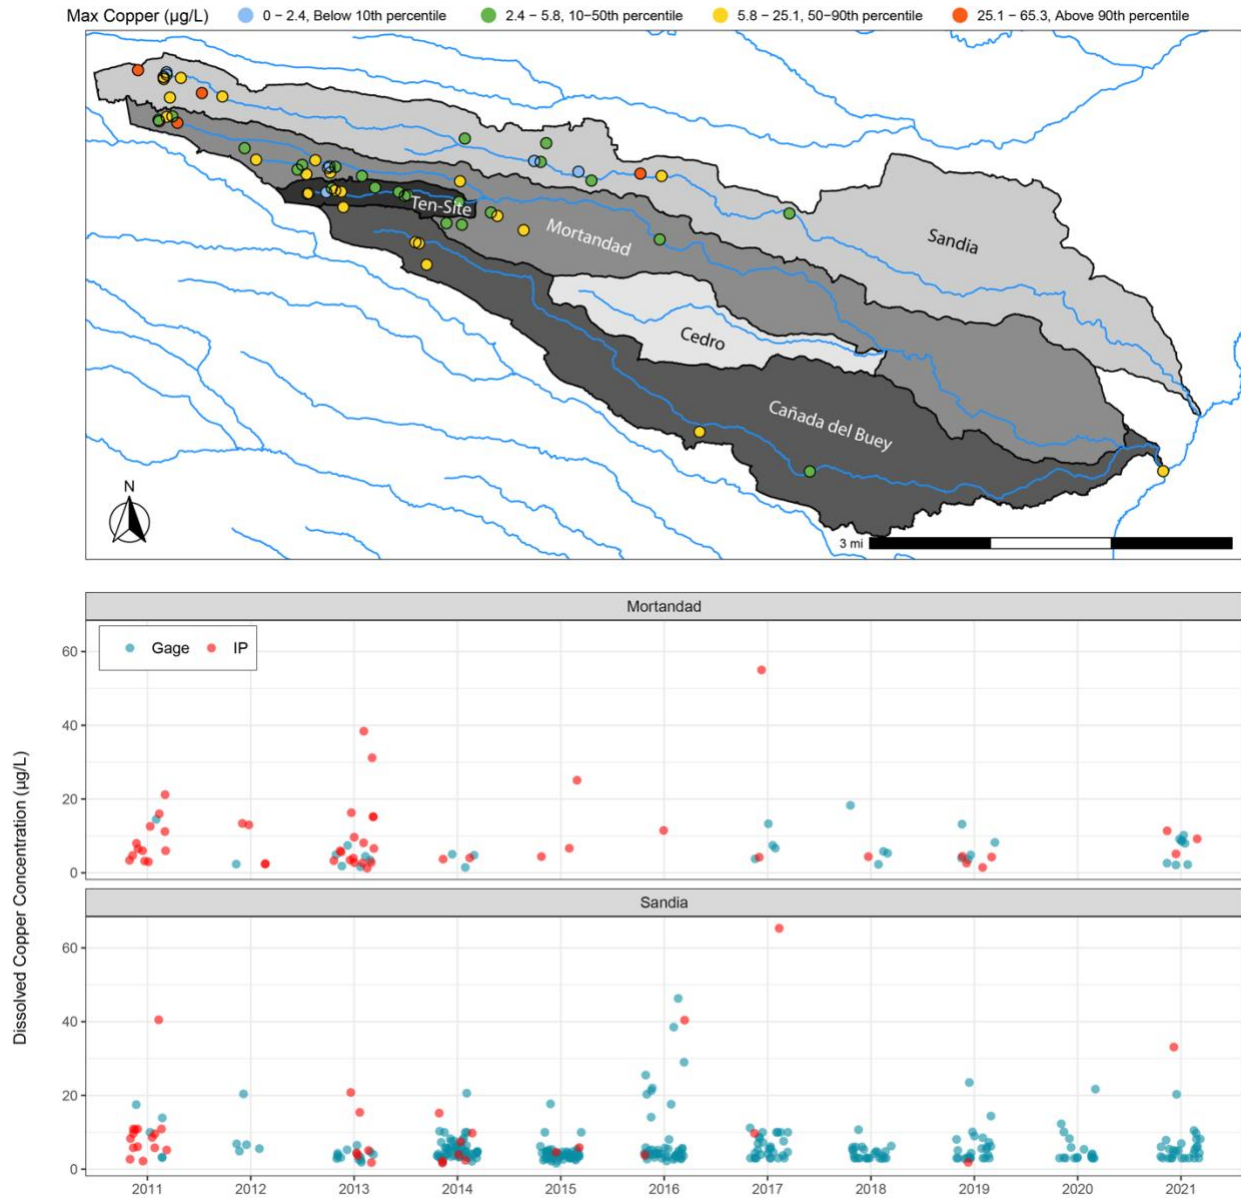 Max Copper (µg/L) 0 − 2.4, Below 10th percentile 2.4 − 5.8, 10−50th percentile 5.8 − 25.1, 50−90th percentile 25.1 − 65.3, Above 90th percentile
Ten-Site
Mortandad
Sandia
Cedro
Cañada del Buey
N
3 mi
Mortandad
Gage IP
60
40
20
0
Dissolved Copper Concentration (µg/L)
Sandia
60
40
20
0
2011 2012 2013 2014 2015 2016 2017 2018 2019 2020 2021